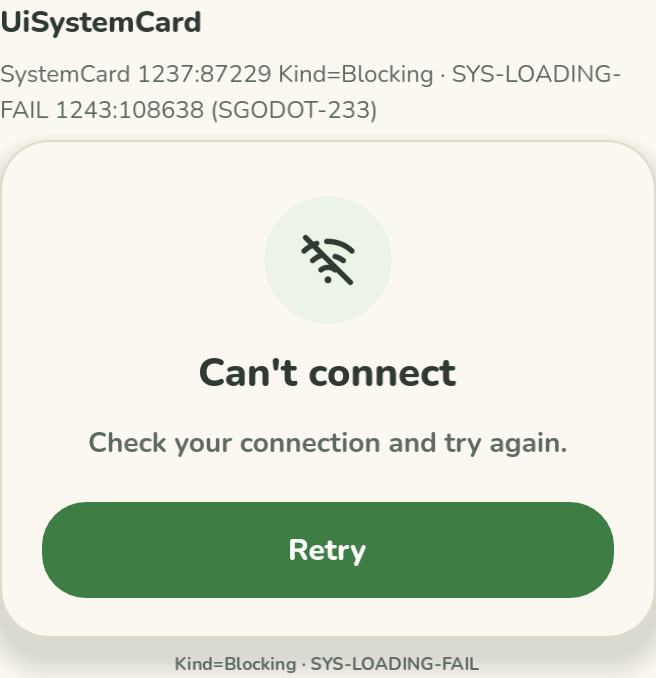 UiSystemCard
SystemCard 1237:87229 Kind=Blocking · SYS-LOADING-
FAIL 1243:108638 (SGODOT-233)
Can't connect
Check your connection and try again.
Retry
Kind=Blocking · SYS-LOADING-FAIL